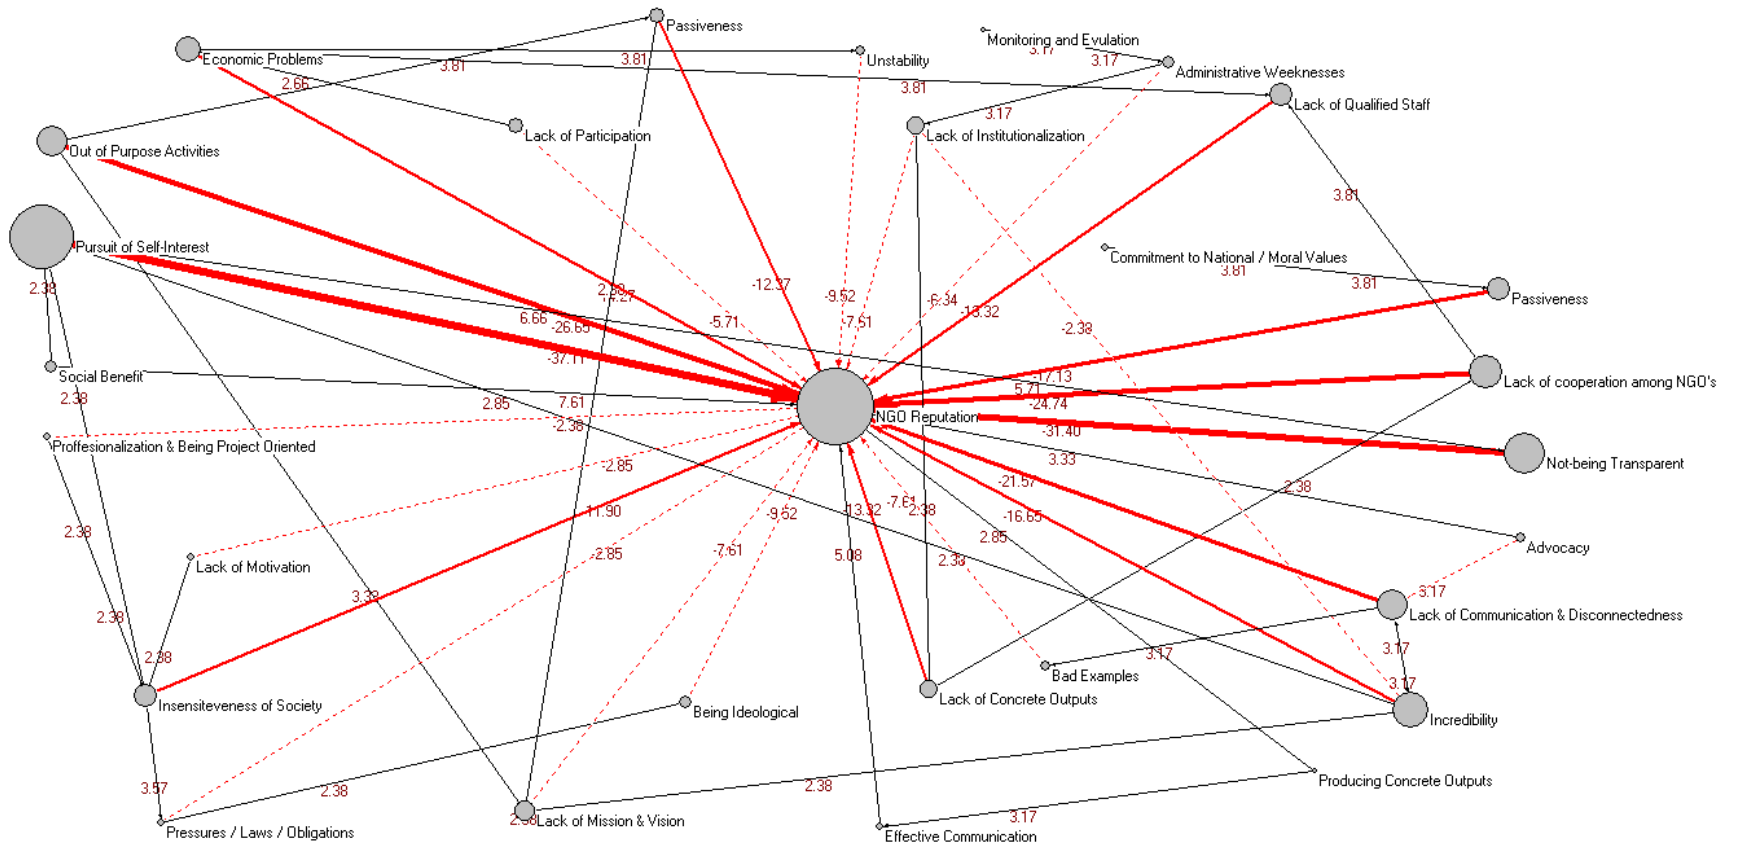 Passiveness
Monitoring and Evulation
3.17
3.17
Economic Problems
3.81
3.81
Unstability
Administrative Weeknesses
2.66
3.81
Lack of Qualified Staff
3.17
Out of Purpose Activities
Lack of Participation
Lack of Institutionalization
3.81
Pursuit of Self-Interest
Commitment to National / Moral Values
3.81
3.81
2.38
-12.37
-9.52
-6.34
-13.32
Passiveness
6.66
-26.65
-5.71
-7.61
-2.38
-37.11
Social Benefit
2.38
2.85
7.61
-2.38
-17.13
5.71
-24.74
Lack of cooperation among NGO's
NGO Reputation
-31.40
Proffesionalization & Being Project Oriented
3.33
Not-being Transparent
-2.85
-21.57
2.38
2.38
-11.90
-9.52
-13.32
-7.61
2.38
-16.65
2.38
-2.85
-7.61
5.08
2.38
2.85
Advocacy
Lack of Motivation
3.33
3.17
2.38
Lack of Communication & Disconnectedness
2.38
3.17
3.17
Bad Examples
3.17
Insensiteveness of Society
Being Ideological
Lack of Concrete Outputs
Incredibility
3.57
2.38
2.38
Producing Concrete Outputs
Pressures / Laws / Obligations
2.38
Lack of Mission & Vision
3.17
Effective Communication